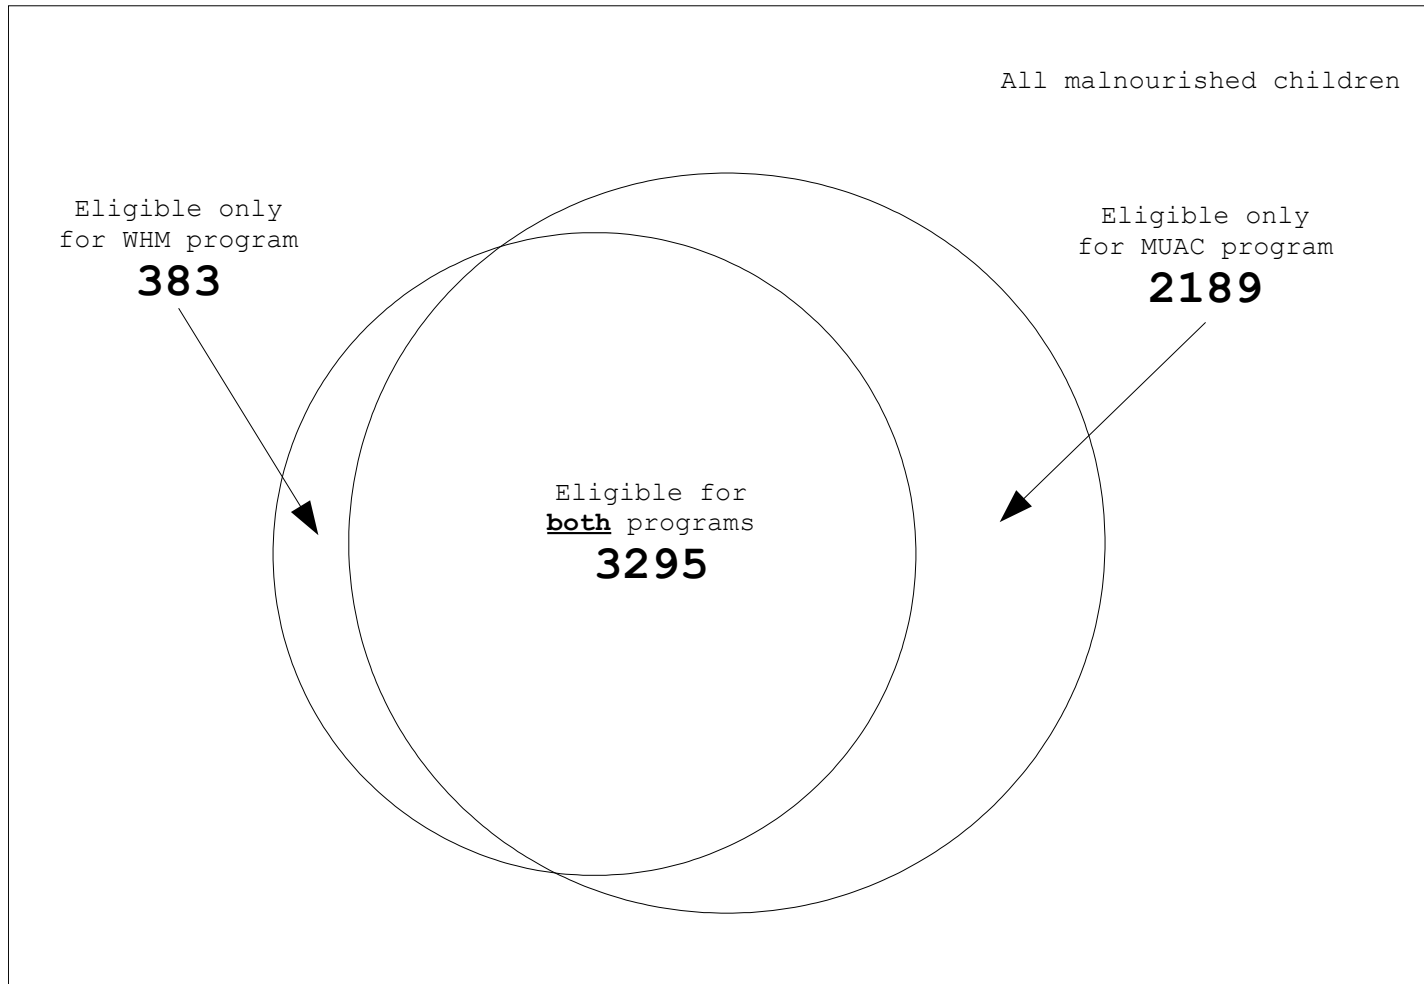 All malnourished children
Eligible only
for WHM program
383
Eligible only
for MUAC program
2189
Eligible for
both programs
3295